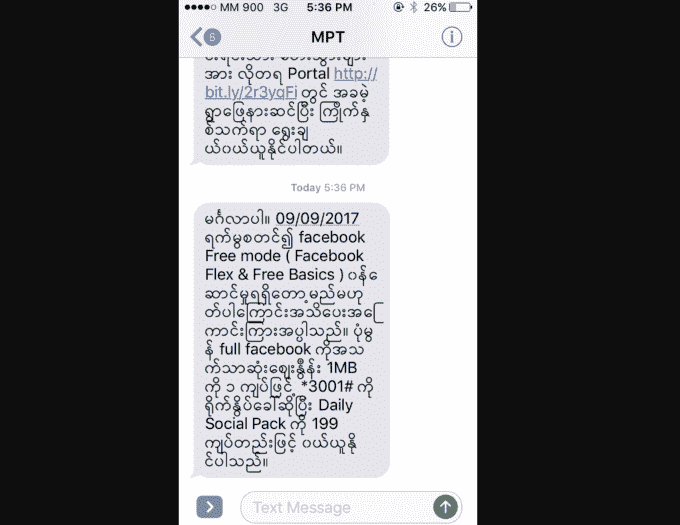 MM 900 3G 5:36 PM 26%
6 MPT
အား လိုတရ Portal http://
bit.ly/2r3yqFi တွင် အခမဲ့
ရှာဖြေနားဆင်ပြီး ကြိုက်နှ
စ်သက်ရာ ရွေးချ
ယ်ဝယ်ယူနိုင်ပါတယ်။
Today 5:36 PM
မင်္ဂလာပါ။ 09/09/2017
ရက်မှစတင်၍ facebook
Free mode ( Facebook
Flex & Free Basics ) ဝန်ဆေ
ာင်မှုရရှိတော့မည်မဟု
တ်ပါကြောင်းအသိပေးအကြေ
ာင်းကြားအပ်ပါသည်။ ပုံမှ
န် full facebook ကိုအသ
က်သာဆုံးဈေးနှုန်း 1MB
ကို ၁ ကျပ်ဖြင့် *3001# ကို
ရိုက်နှိပ်ခေါ်ဆိုပြီး Daily
Social Pack ကို 199
ကျပ်တည်းဖြင့် ဝယ်ယူနို
င်ပါသည်။
Text Message